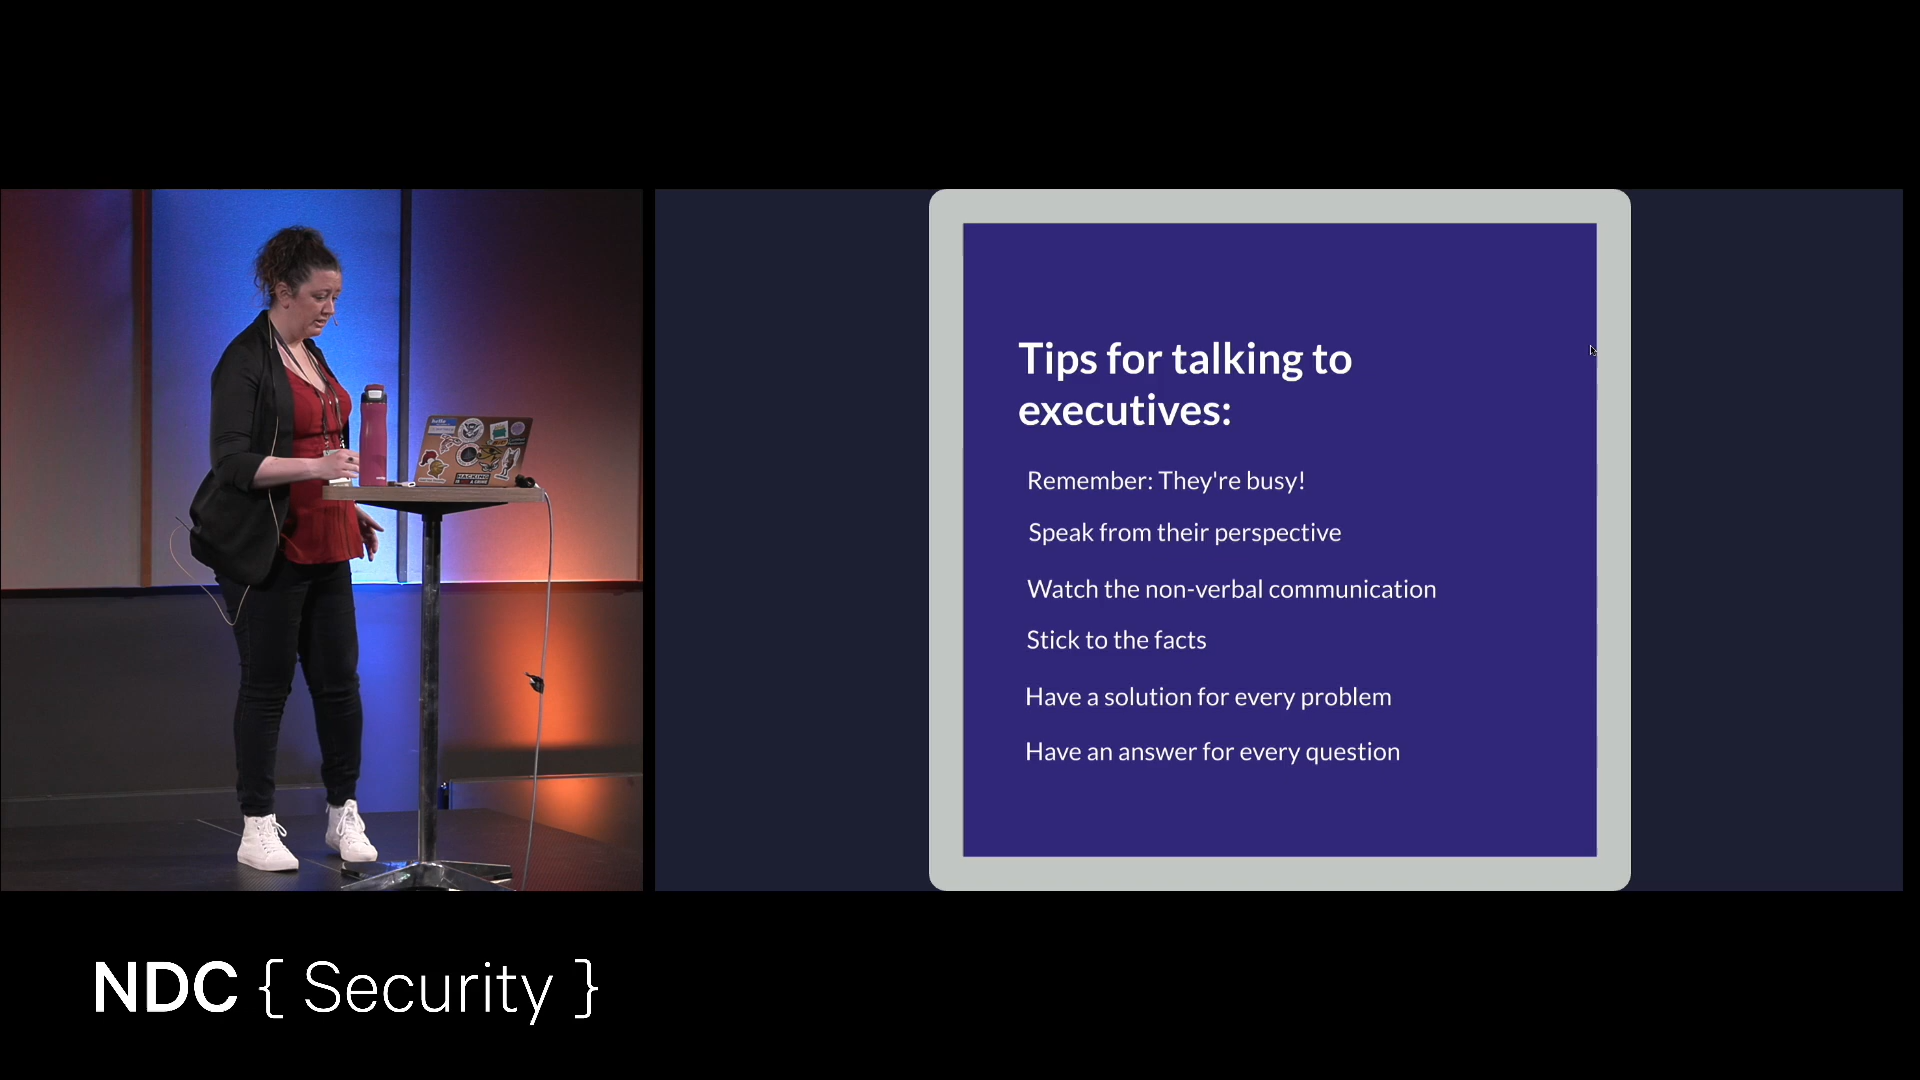 Tips for talking to
executives:
Remember: They're busy!
Speak from their perspective
Watch the non-verbal communication
Stick to the facts
Have a solution for every problem
Have an answer for every question
HACKING
NDC { Security }